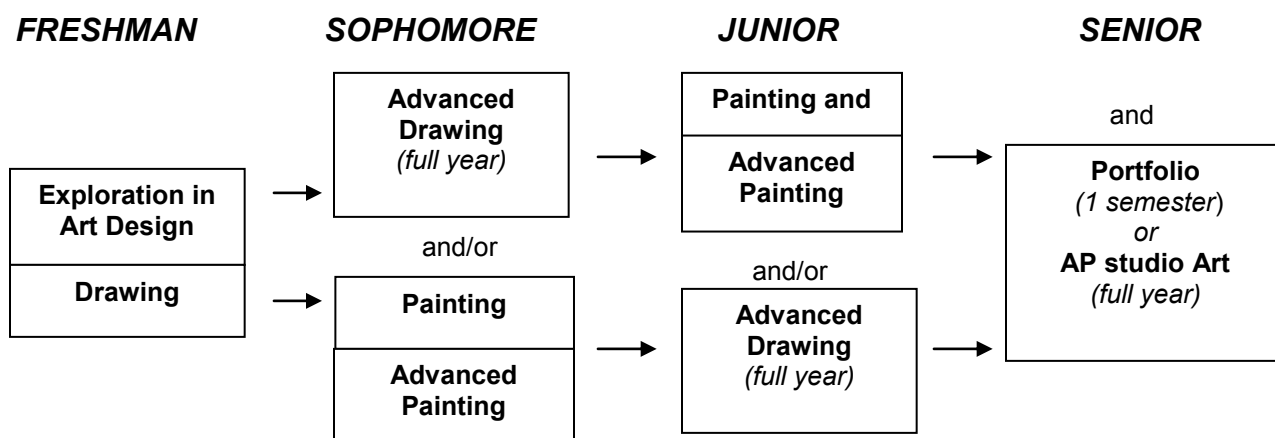 FRESHMAN
SOPHOMORE
JUNIOR
SENIOR
Exploration in
Art Design
Drawing
Advanced
Drawing
(full year)
and/or
Painting
Advanced
Painting
Painting and
Advanced
Painting
and/or
Advanced
Drawing
(full year)
and
Portfolio
(1 semester)
or
AP studio Art
(full year)